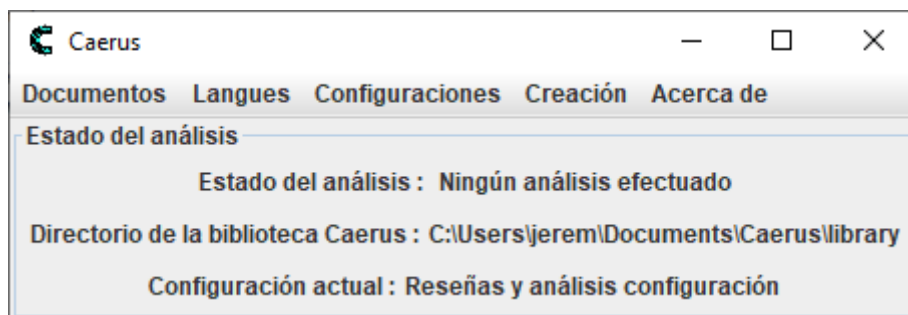 Caerus
Documentos Langues Configuraciones Creación Acerca de
Estado del análisis
Estado del análisis : Ningún análisis efectuado
Directorio de la biblioteca Caerus : C:\Users\jerem\Documents\Caerus\library
Configuración actual : Reseñas y análisis configuración